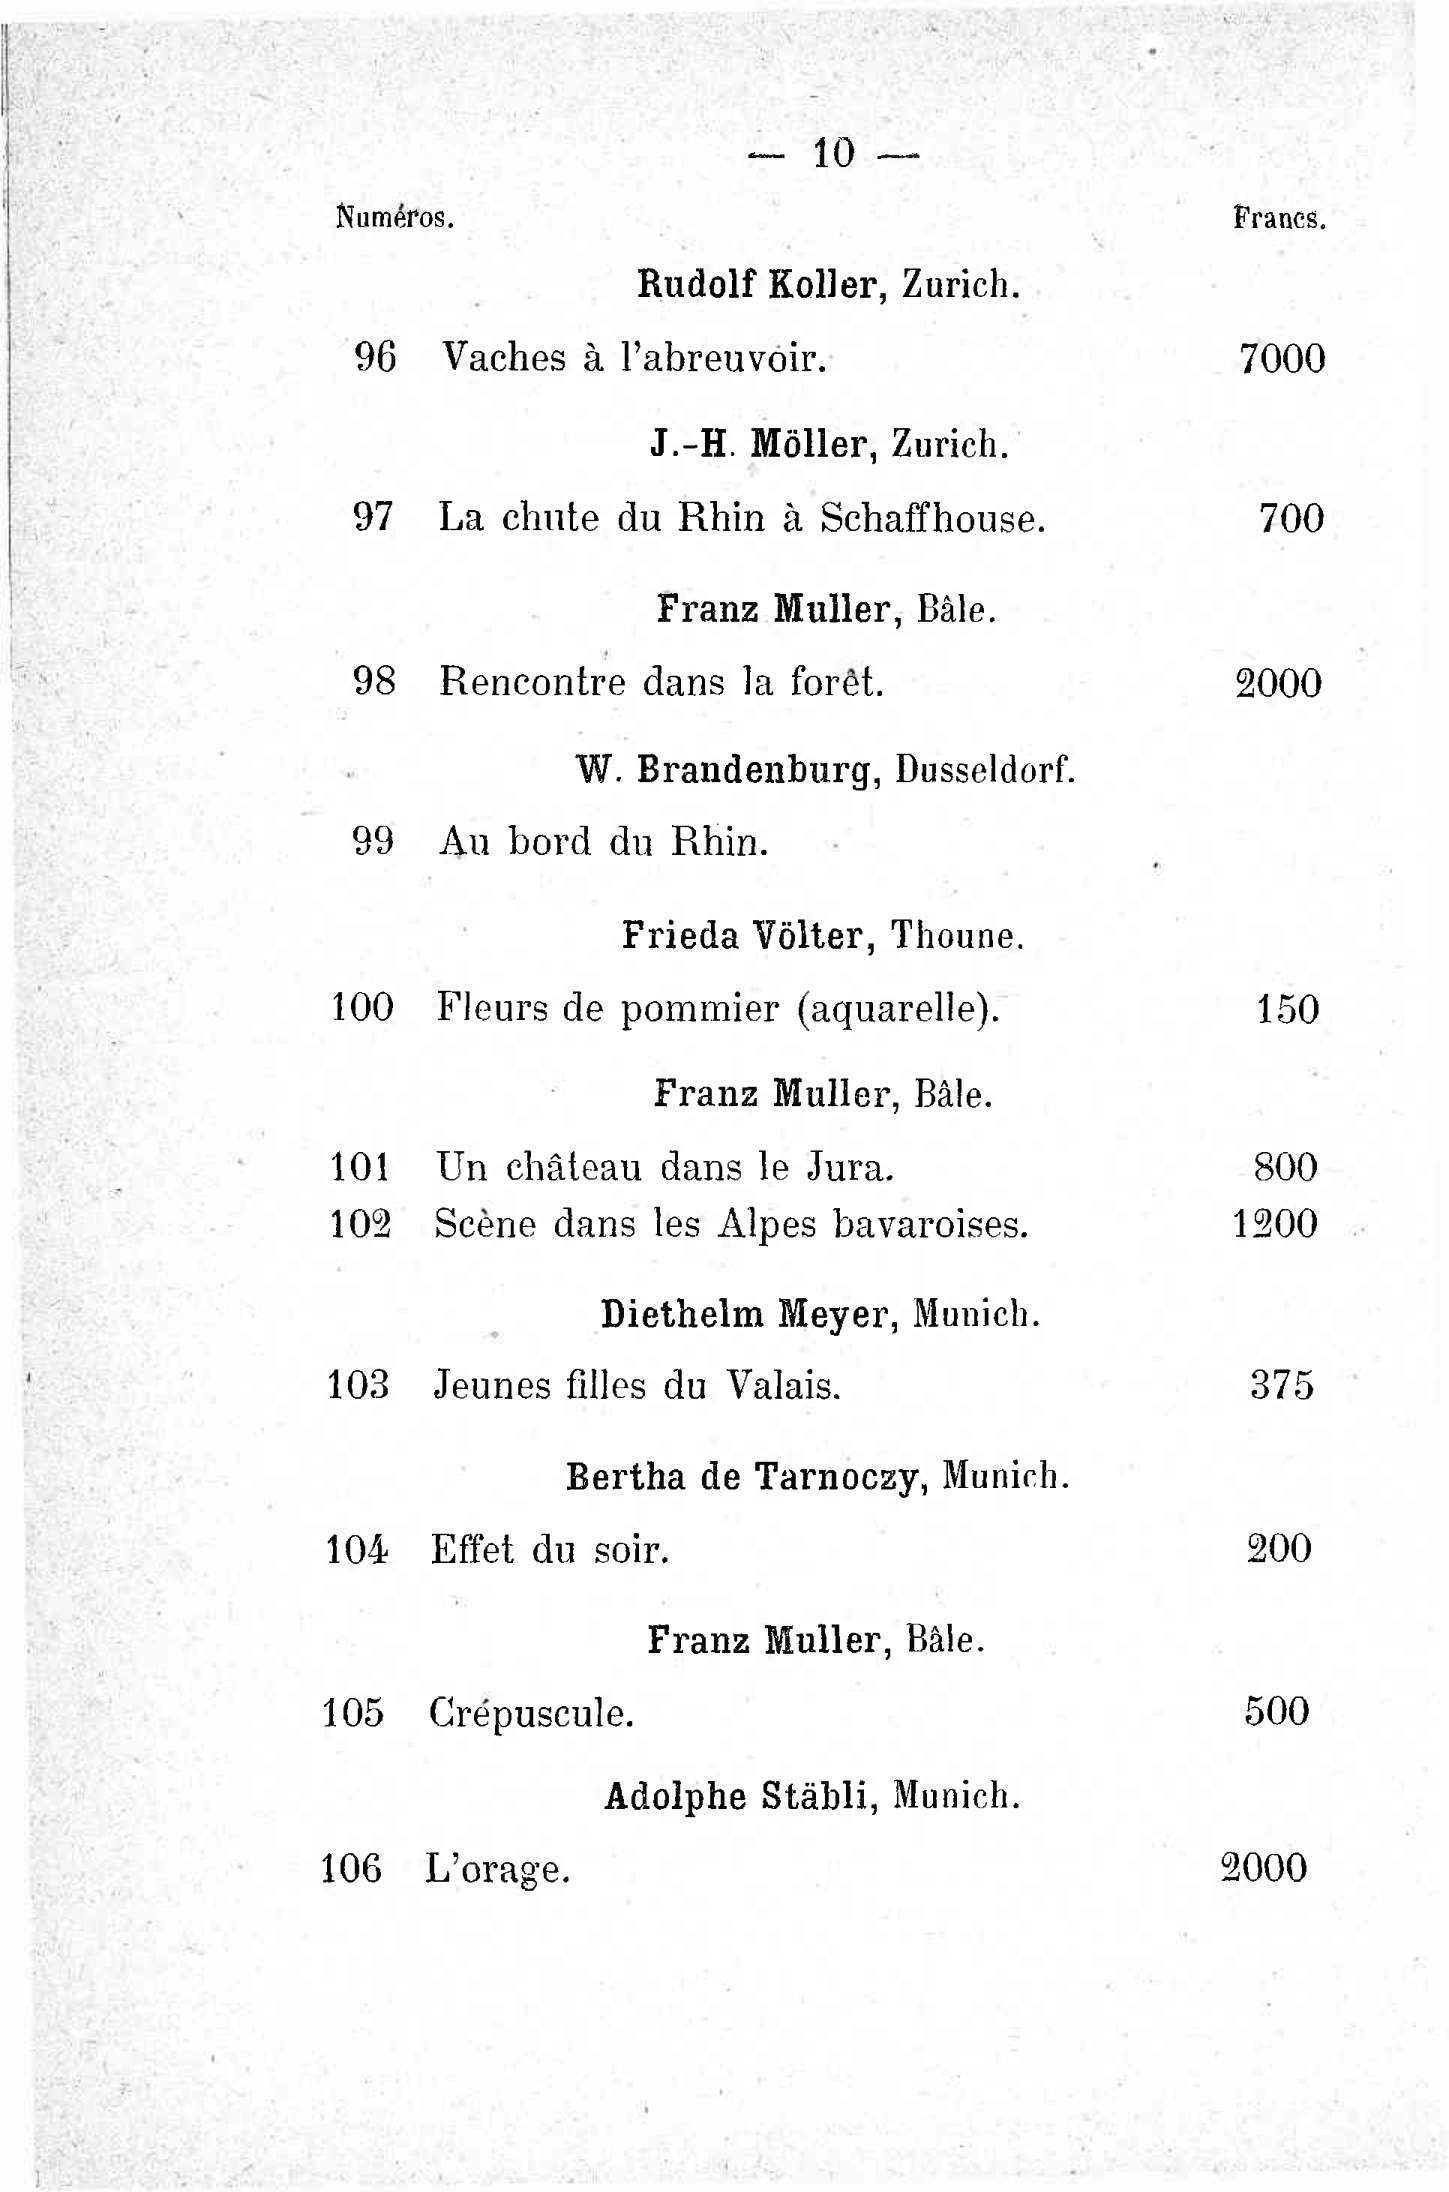 — 10 —
Numéros. Francs.
Rudolf Koller, Zurich.
96 Vaches à l'abreuvoir. 7000
J.-H. Möller, Zurich.
97 La chute du Rhin à Schaffhouse. 700
Franz Muller, Bâle.
98 Rencontre dans la forêt. 2000
W. Brandenburg, Dusseldorf.
99 Au bord du Rhin.
Frieda Völter, Thoune.
100 Fleurs de pommier (aquarelle). 150
Franz Muller, Bâle.
101 Un château dans le Jura. 800
102 Scène dans les Alpes bavaroises. 1200
Diethelm Meyer, Munich.
103 Jeunes filles du Valais. 375
Bertha de Tarnoczy, Munich.
104 Effet du soir. 200
Franz Muller, Bâle.
105 Crépuscule. 500
Adolphe Stäbli, Munich.
106 L'orage. 2000